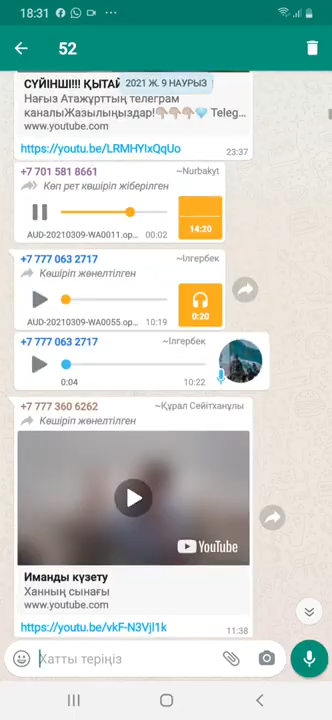 18:31
52
СҮЙІНШІ!!! ҚЫТАЙ
2021 Ж. 9 НАУРЫЗ
Нағыз Атажұрттың телеграм
каналыЖазылыңыздар!👇🏼👇🏼👇🏼💎 Teleg...
www.youtube.com
https://youtu.be/LRMHYIxQqUo
23:37
+7 701 581 8661
~Nurbakyt
Көп рет көшіріп жіберілген
14:20
AUD-20210309-WA0011.op...
00:02
+7 777 063 2717
~Ілгербек
Көшіріп жөнелтілген
0:20
AUD-20210309-WA0055.op...
10:19
+7 777 063 2717
~Ілгербек
0:04
10:22
+7 777 360 6262
~Құрал Сейітханұлы
Көшіріп жөнелтілген
YouTube
Иманды күзету
Ханның сынағы
www.youtube.com
https://youtu.be/vkF-N3Vjl1k
11:38
Хатты теріңіз